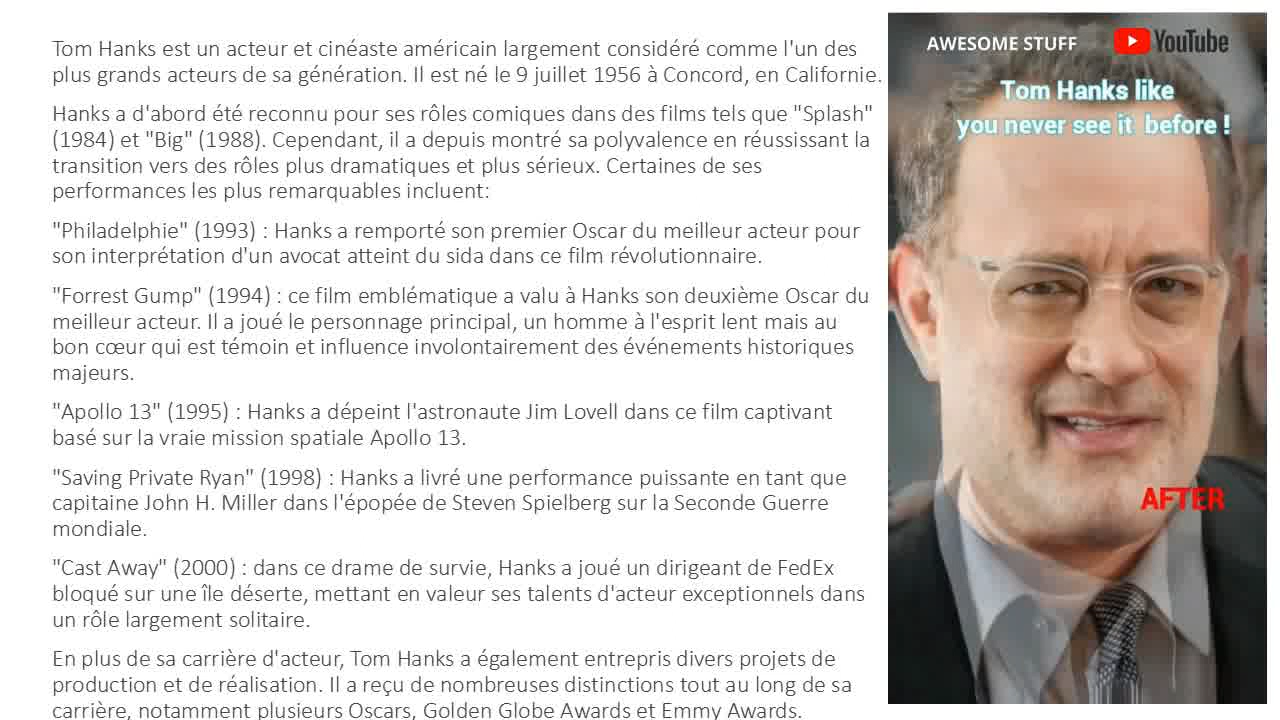 Tom Hanks est un acteur et cinéaste américain largement considéré comme l'un des
plus grands acteurs de sa génération. Il est né le 9 juillet 1956 à Concord, en Californie.
Hanks a d'abord été reconnu pour ses rôles comiques dans des films tels que "Splash"
(1984) et "Big" (1988). Cependant, il a depuis montré sa polyvalence en réussissant la
transition vers des rôles plus dramatiques et plus sérieux. Certaines de ses
performances les plus remarquables incluent:
"Philadelphie" (1993) : Hanks a remporté son premier Oscar du meilleur acteur pour
son interprétation d'un avocat atteint du sida dans ce film révolutionnaire.
"Forrest Gump" (1994) : ce film emblématique a valu à Hanks son deuxième Oscar du
meilleur acteur. Il a joué le personnage principal, un homme à l'esprit lent mais au
bon cœur qui est témoin et influence involontairement des événements historiques
majeurs.
"Apollo 13" (1995) : Hanks a dépeint l'astronaute Jim Lovell dans ce film captivant
basé sur la vraie mission spatiale Apollo 13.
"Saving Private Ryan" (1998) : Hanks a livré une performance puissante en tant que
capitaine John H. Miller dans l'épopée de Steven Spielberg sur la Seconde Guerre
mondiale.
"Cast Away" (2000) : dans ce drame de survie, Hanks a joué un dirigeant de FedEx
bloqué sur une île déserte, mettant en valeur ses talents d'acteur exceptionnels dans
un rôle largement solitaire.
En plus de sa carrière d'acteur, Tom Hanks a également entrepris divers projets de
production et de réalisation. Il a reçu de nombreuses distinctions tout au long de sa
carrière, notamment plusieurs Oscars, Golden Globe Awards et Emmy Awards.
AWESOME STUFF YouTube
Tom Hanks like
you never see it before !
AFTER